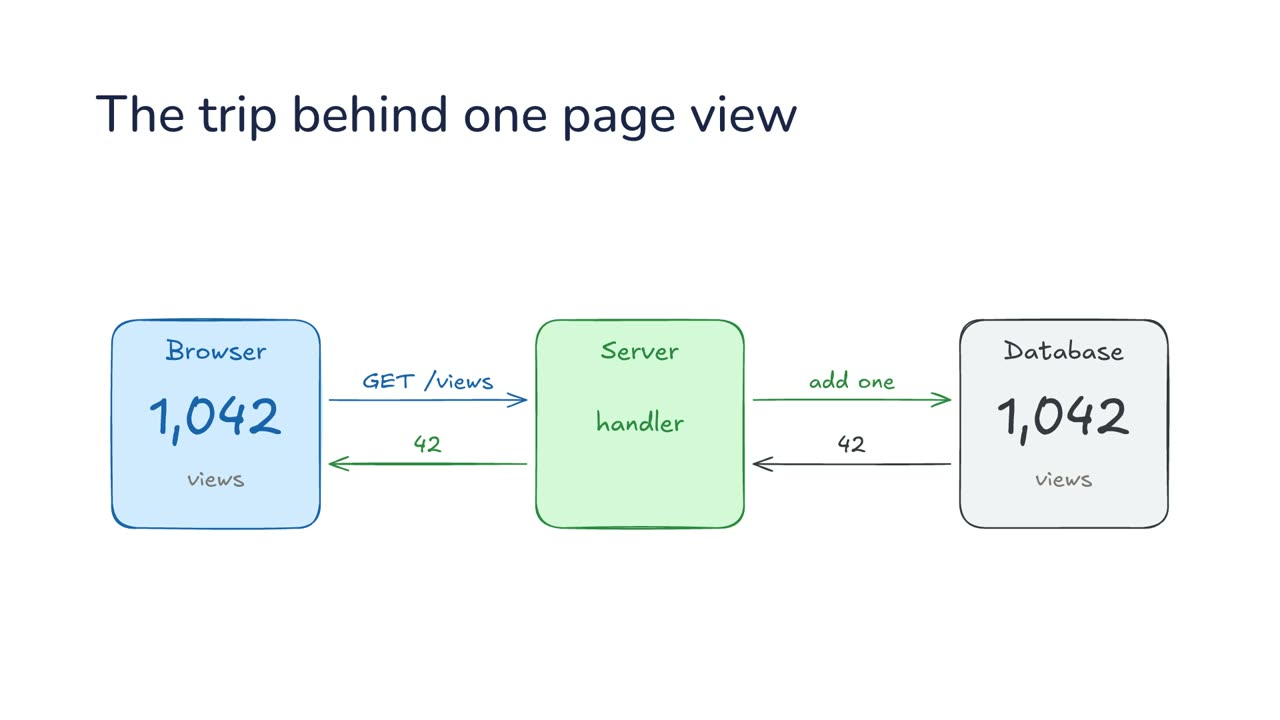 The trip behind one page view
Browser
1,042
views
GET /views
42
Server
handler
add one
42
Database
1,042
views